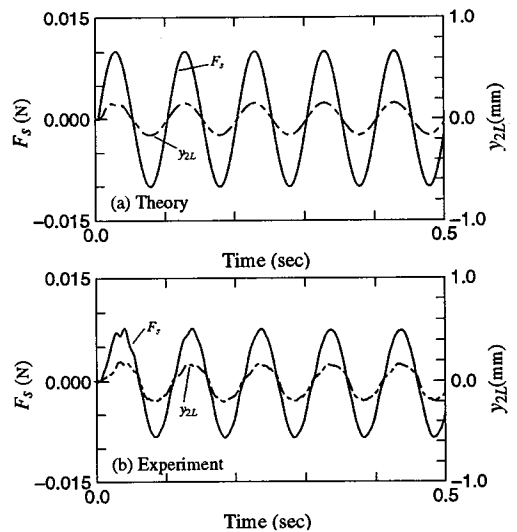 0.015
1.0
F_s
F_s (N)
0.000
0.0
y_2L(mm)
y_2L
(a) Theory
−0.015
−1.0
0.0
0.5
Time (sec)
0.015
1.0
F_s
F_s (N)
0.000
0.0
y_2L(mm)
y_2L
(b) Experiment
−0.015
−1.0
0.0
0.5
Time (sec)